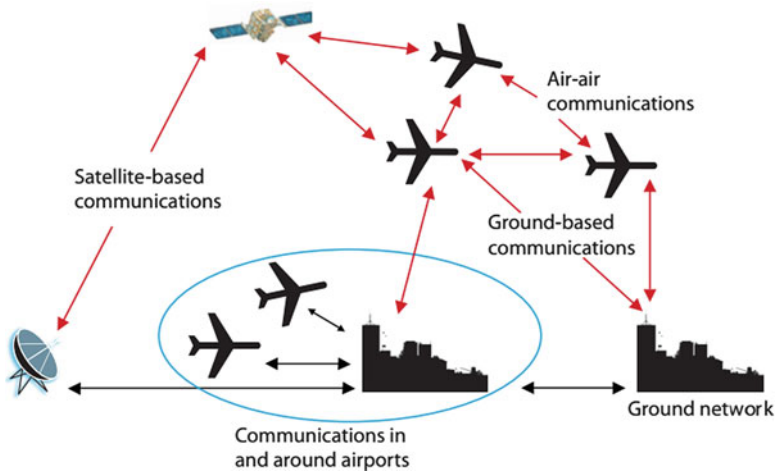 Air-air
communications
Satellite-based
communications
Ground-based
communications
Ground network
Communications in
and around airports